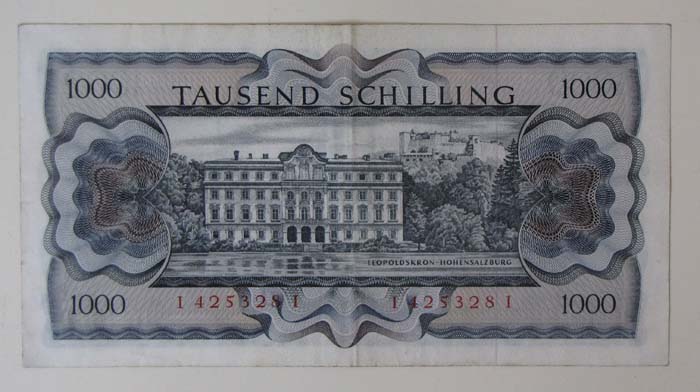 1000 1000
TAUSEND SCHILLING
LEOPOLDSKRON-HOHENSALZBURG
1000 I 425328 I I 425328 I 1000